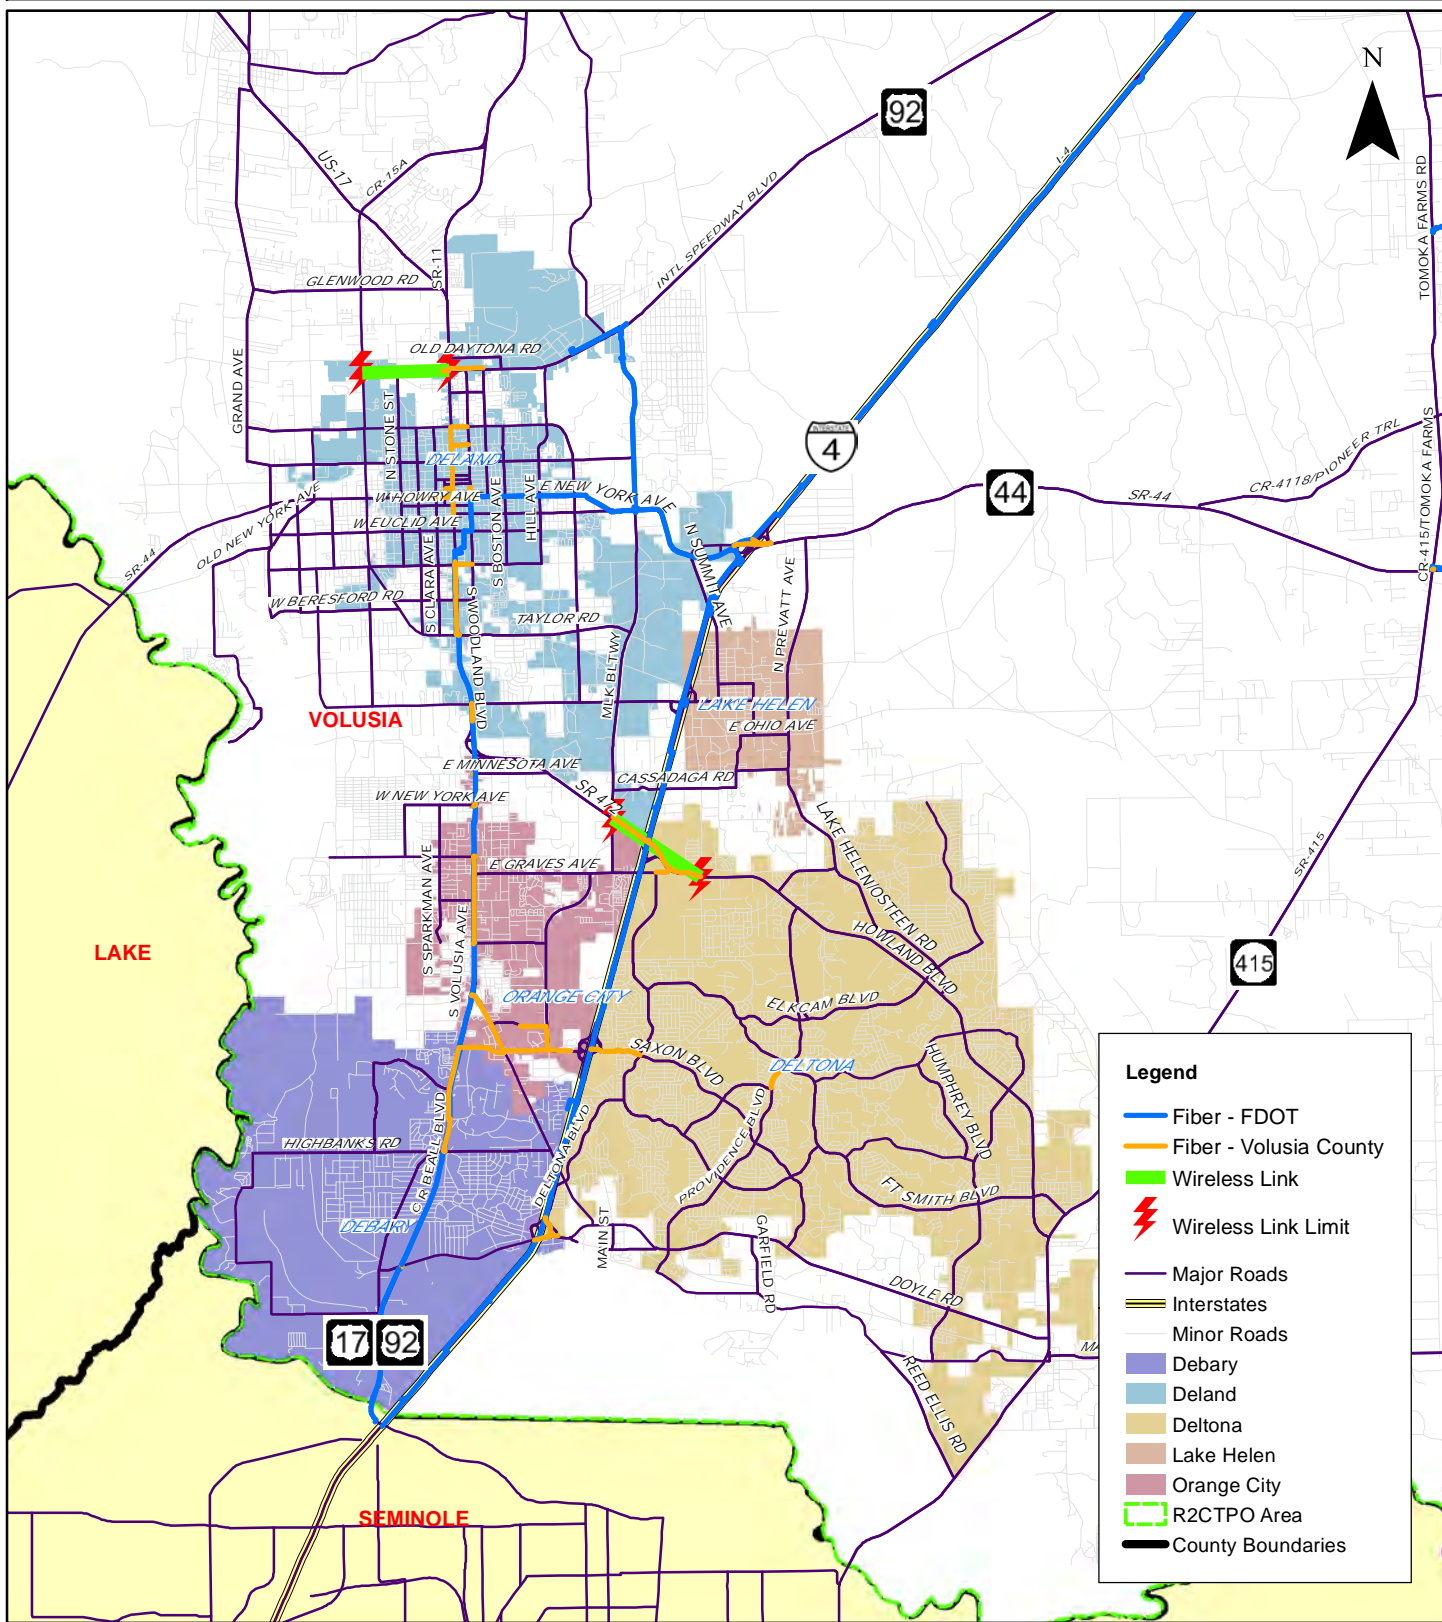 N
92
US-17
CR-15A
I-4
TOMOKA FARMS RD
INTL SPEEDWAY BLVD
SR-11
GLENWOOD RD
OLD DAYTONA RD
GRAND AVE
N STONE ST
INTERSTATE
4
DELAND
CR-4118/PIONEER TRL
44
SR-44
E NEW YORK AVE
W HOWRY AVE
W EUCLID AVE
OLD NEW YORK AVE
SR-44
HILL AVE
S BOSTON AVE
S CLARA AVE
N SUMMIT AVE
N PREVATT AVE
CR-415/TOMOKA FARMS
W BERESFORD RD
TAYLOR RD
S WOODLAND BLVD
MLK BLTWY
VOLUSIA
LAKE HELEN
E OHIO AVE
E MINNESOTA AVE
CASSADAGA RD
W NEW YORK AVE
SR 472
LAKE HELEN/OSTEEN RD
SR-415
E GRAVES AVE
S SPARKMAN AVE
S VOLUSIA AVE
HOWLAND BLVD
LAKE
415
ORANGE CITY
ELKCAM BLVD
SAXON BLVD
DELTONA
HUMPHREY BLVD
C R BEALL BLVD
DELTONA BLVD
PROVIDENCE BLVD
HIGHBANKS RD
FT SMITH BLVD
DEBARY
MAIN ST
GARFIELD RD
DOYLE RD
17
92
REED ELLIS RD
MA
SEMINOLE
Legend
Fiber - FDOT
Fiber - Volusia County
Wireless Link
Wireless Link Limit
Major Roads
Interstates
Minor Roads
Debary
Deland
Deltona
Lake Helen
Orange City
R2CTPO Area
County Boundaries